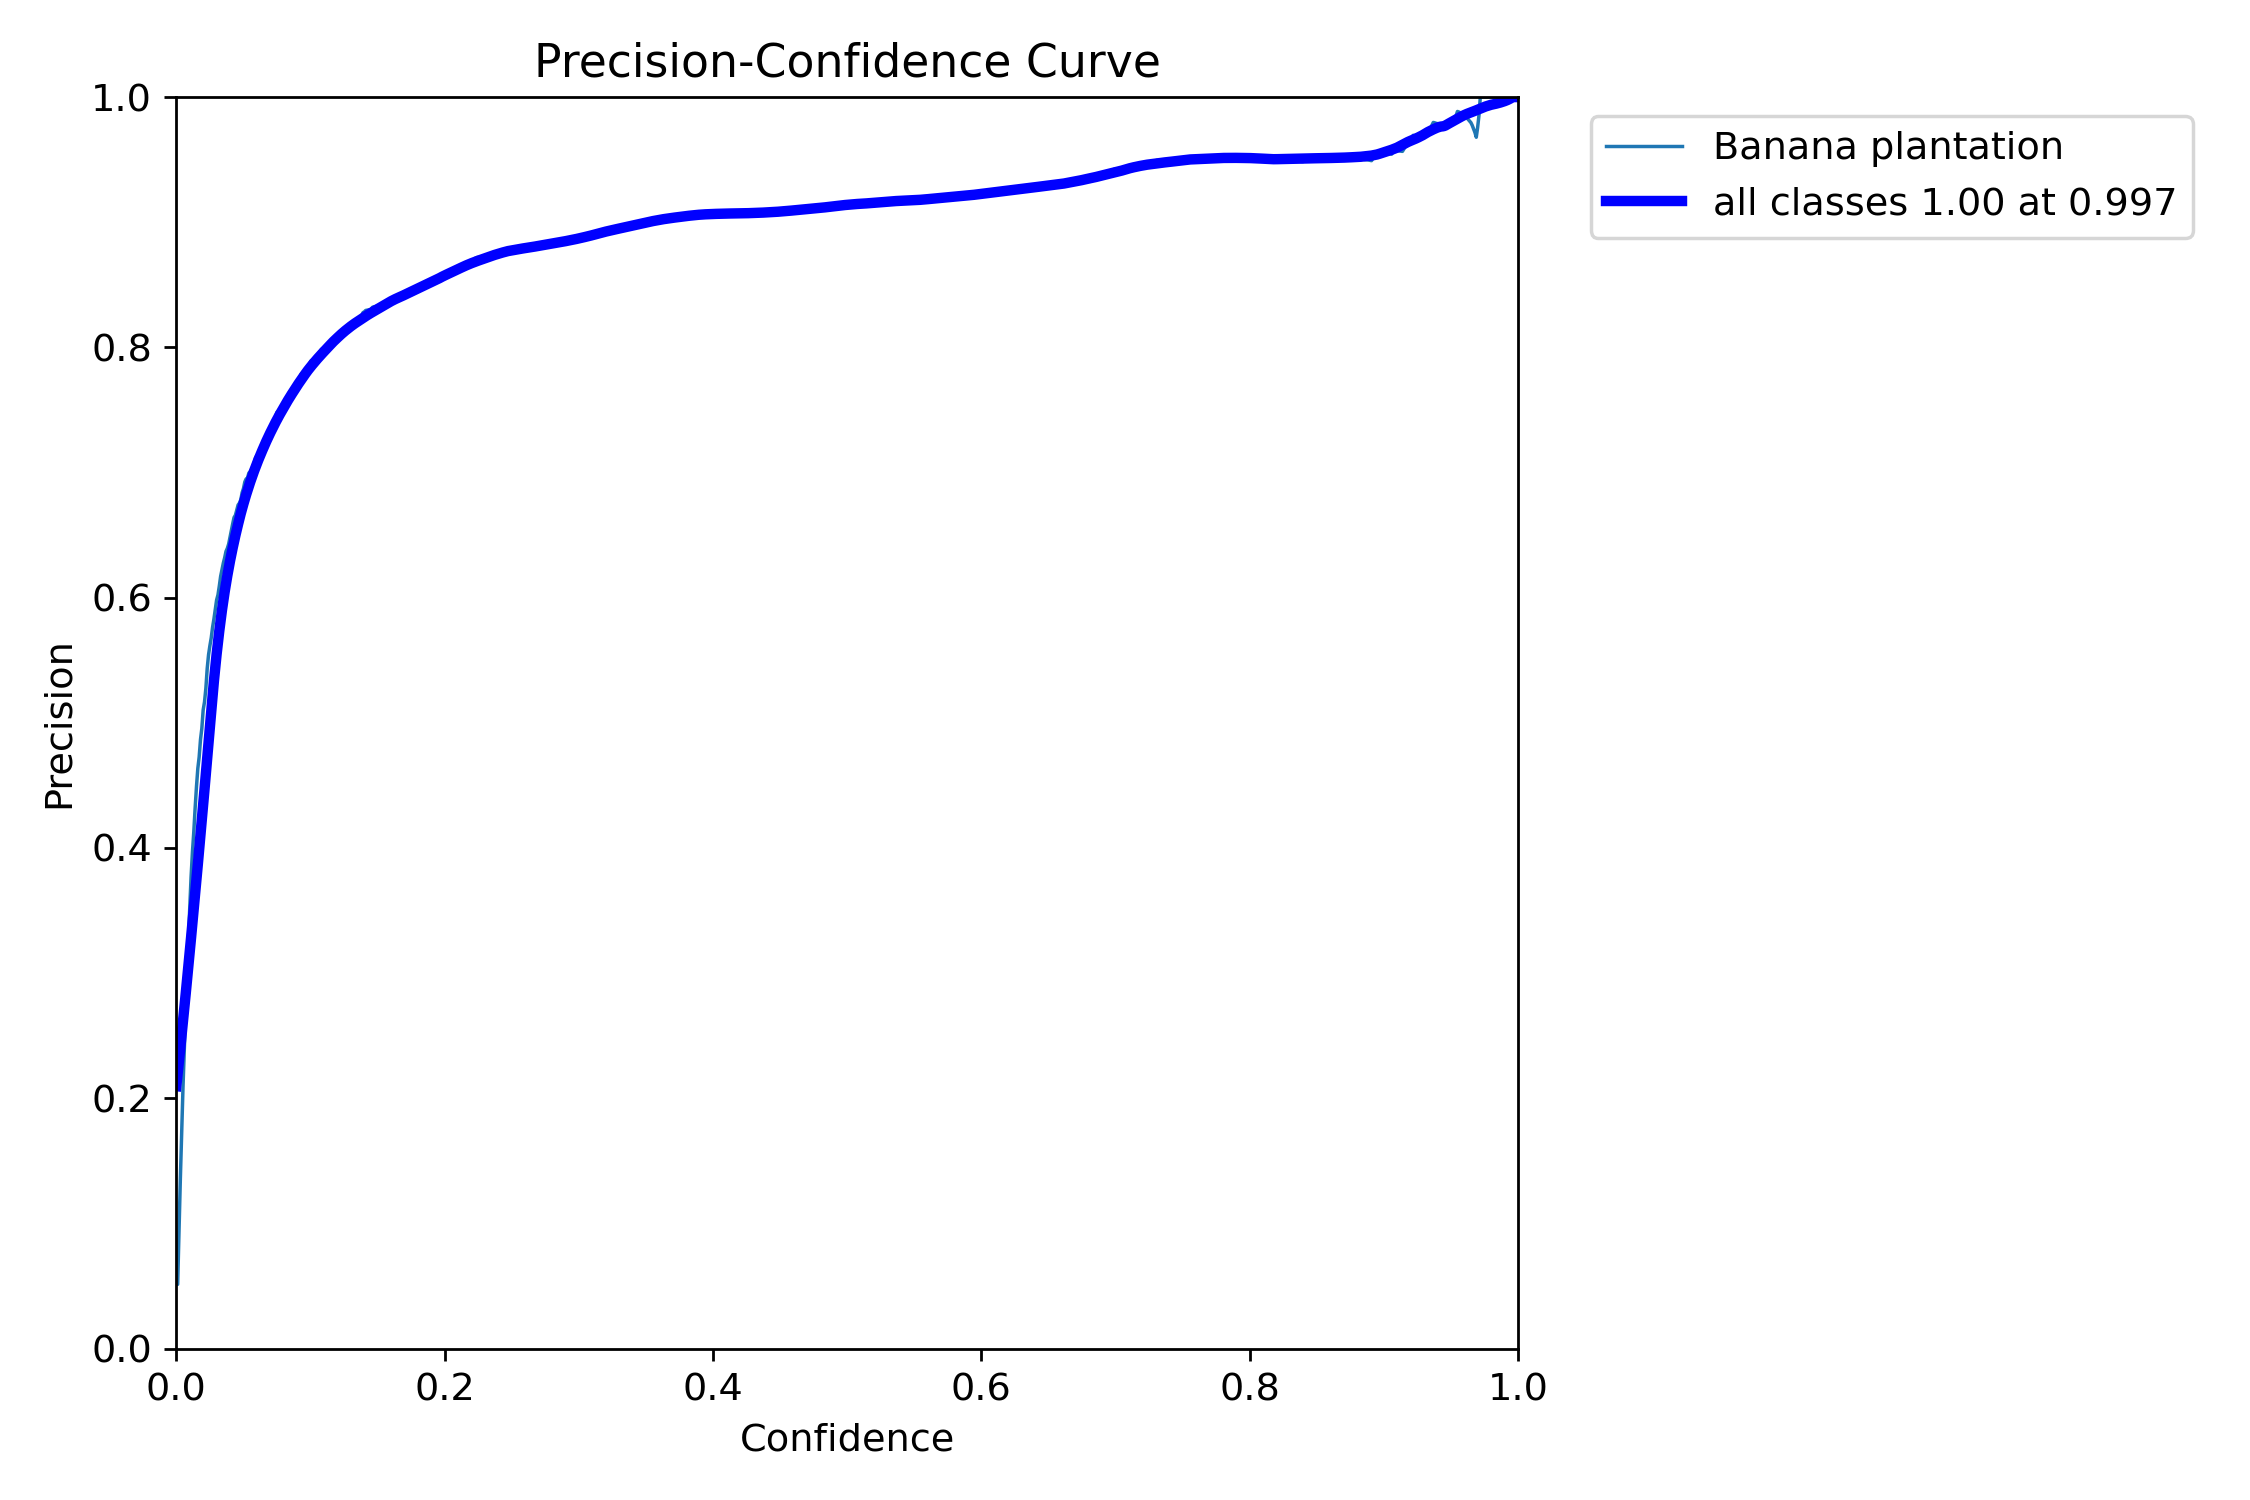 Precision-Confidence Curve
1.0
0.8
0.6
0.4
0.2
0.0
Precision
0.0 0.2 0.4 0.6 0.8 1.0
Confidence
Banana plantation
all classes 1.00 at 0.997